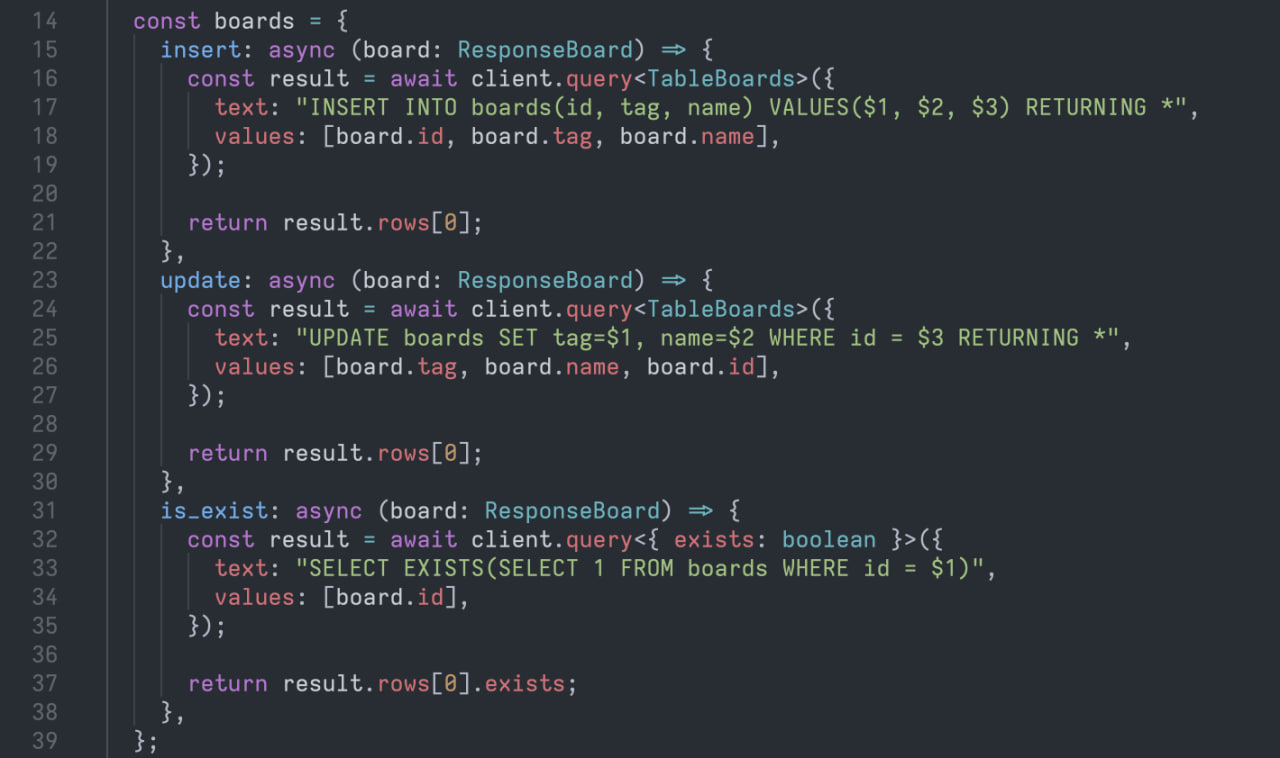 14 const boards = {
15 insert: async (board: ResponseBoard) => {
16 const result = await client.query<TableBoards>({
17 text: "INSERT INTO boards(id, tag, name) VALUES($1, $2, $3) RETURNING *",
18 values: [board.id, board.tag, board.name],
19 });
20
21 return result.rows[0];
22 },
23 update: async (board: ResponseBoard) => {
24 const result = await client.query<TableBoards>({
25 text: "UPDATE boards SET tag=$1, name=$2 WHERE id = $3 RETURNING *",
26 values: [board.tag, board.name, board.id],
27 });
28
29 return result.rows[0];
30 },
31 is_exist: async (board: ResponseBoard) => {
32 const result = await client.query<{ exists: boolean }>({
33 text: "SELECT EXISTS(SELECT 1 FROM boards WHERE id = $1)",
34 values: [board.id],
35 });
36
37 return result.rows[0].exists;
38 },
39 };